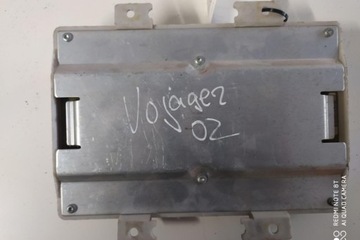 Vojager
02
REDMI NOTE 8T
AI QUAD CAMERA